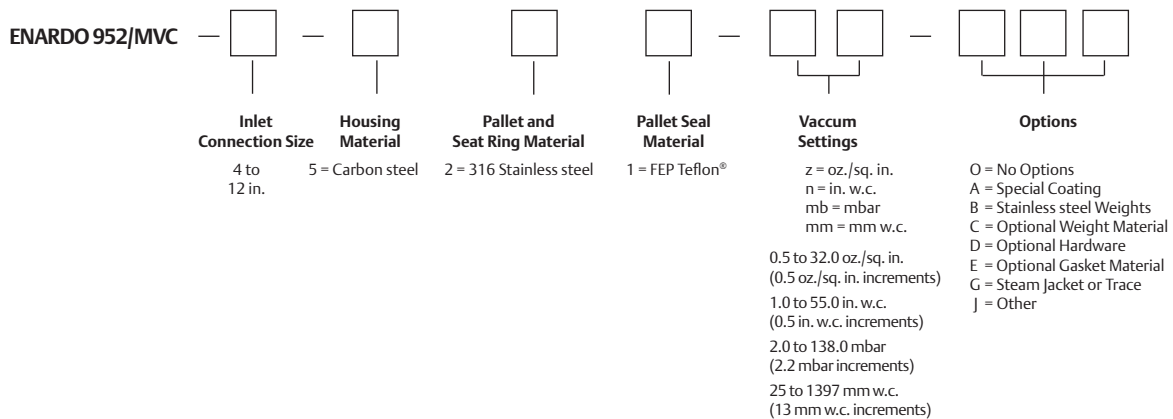 ENARDO 952/MVC — — — —
Inlet
Connection Size
4 to
12 in.
Housing
Material
5 = Carbon steel
Pallet and
Seat Ring Material
2 = 316 Stainless steel
Pallet Seal
Material
1 = FEP Teflon®
Vaccum
Settings
z = oz./sq. in.
n = in. w.c.
mb = mbar
mm = mm w.c.
0.5 to 32.0 oz./sq. in.
(0.5 oz./sq. in. increments)
1.0 to 55.0 in. w.c.
(0.5 in. w.c. increments)
2.0 to 138.0 mbar
(2.2 mbar increments)
25 to 1397 mm w.c.
(13 mm w.c. increments)
Options
O = No Options
A = Special Coating
B = Stainless steel Weights
C = Optional Weight Material
D = Optional Hardware
E = Optional Gasket Material
G = Steam Jacket or Trace
J = Other